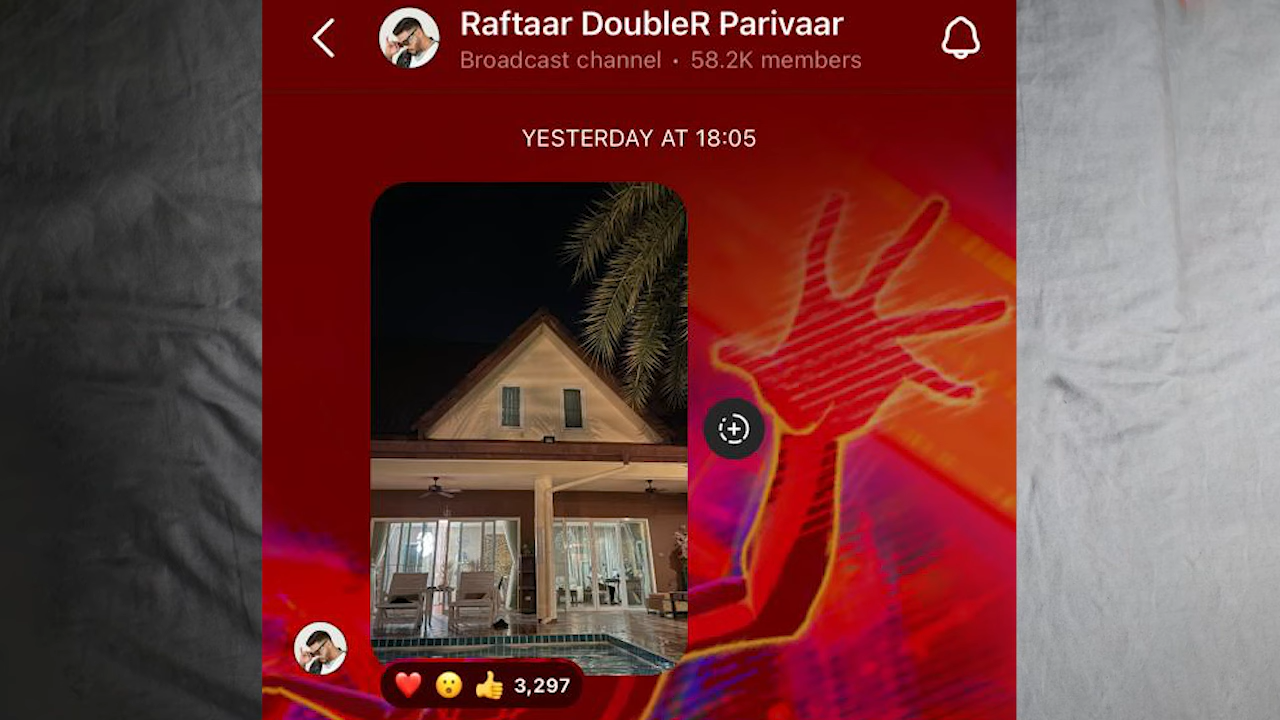 Raftaar DoubleR Parivaar
Broadcast channel · 58.2K members
YESTERDAY AT 18:05
3,297